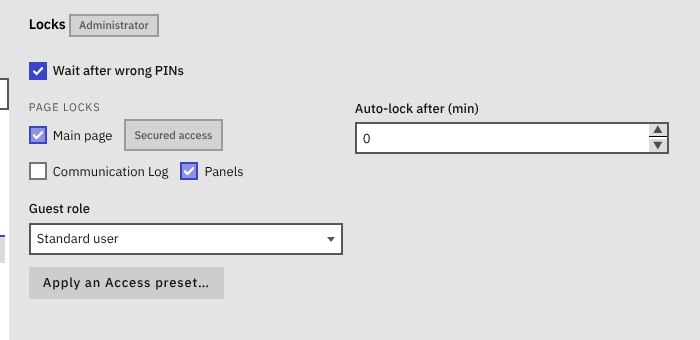 Locks Administrator
Wait after wrong PINs
PAGE LOCKS
Main page Secured access
Communication Log Panels
Auto-lock after (min)
0
Guest role
Standard user
Apply an Access preset...